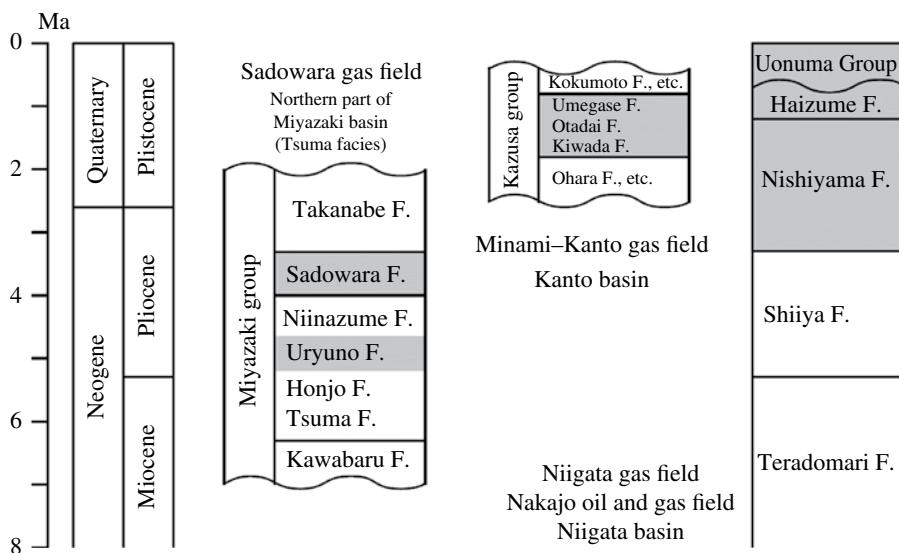 Ma
0
2
4
6
8
Quaternary
Neogene
Plistocene
Pliocene
Miocene
Sadowara gas field
Northern part of
Miyazaki basin
(Tsuma facies)
Miyazaki group
Takanabe F.
Sadowara F.
Niinazume F.
Uryuno F.
Honjo F.
Tsuma F.
Kawabaru F.
Kazusa group
Kokumoto F., etc.
Umegase F.
Otadai F.
Kiwada F.
Ohara F., etc.
Minami–Kanto gas field
Kanto basin
Uonuma Group
Haizume F.
Nishiyama F.
Shiiya F.
Teradomari F.
Niigata gas field
Nakajo oil and gas field
Niigata basin